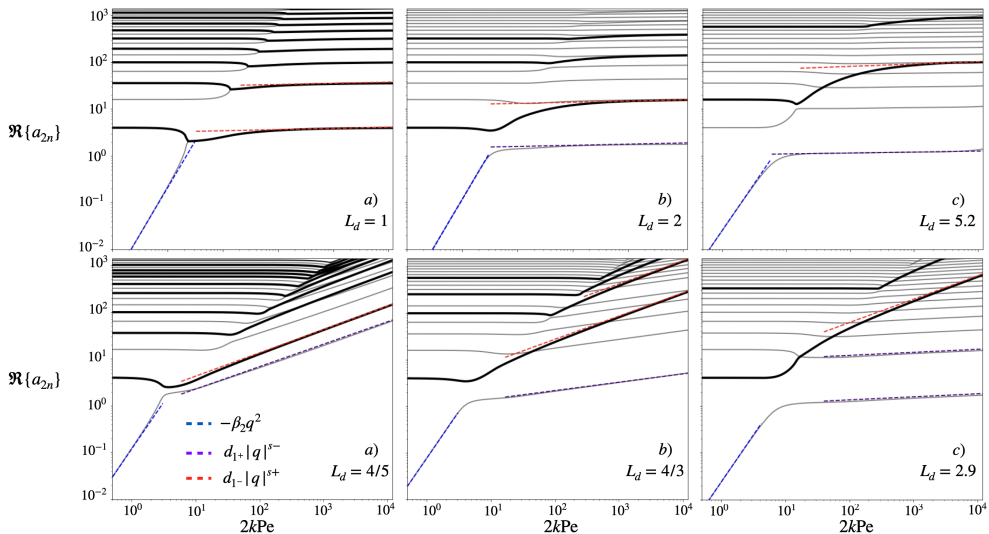 10³
10²
10¹
10⁰
10⁻¹
10⁻²
ℜ{a₂ₙ}
a)
L_d = 1
b)
L_d = 2
c)
L_d = 5.2
10³
10²
10¹
10⁰
10⁻¹
10⁻²
ℜ{a₂ₙ}
−β₂q²
d₁₊|q|ˢ⁻
d₁₋|q|ˢ⁺
a)
L_d = 4/5
b)
L_d = 4/3
c)
L_d = 2.9
10⁰ 10¹ 10² 10³ 10⁴
10⁰ 10¹ 10² 10³ 10⁴
10⁰ 10¹ 10² 10³ 10⁴
2kPe
2kPe
2kPe